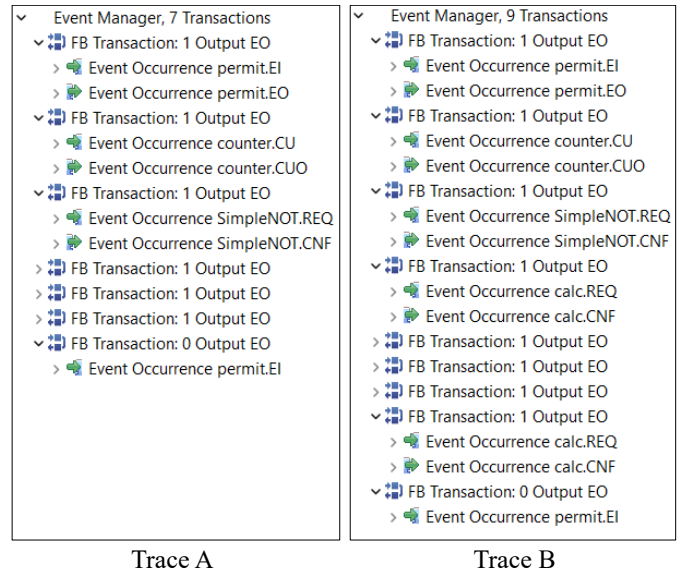 Event Manager, 7 Transactions
FB Transaction: 1 Output EO
Event Occurrence permit.EI
Event Occurrence permit.EO
FB Transaction: 1 Output EO
Event Occurrence counter.CU
Event Occurrence counter.CUO
FB Transaction: 1 Output EO
Event Occurrence SimpleNOT.REQ
Event Occurrence SimpleNOT.CNF
FB Transaction: 1 Output EO
FB Transaction: 1 Output EO
FB Transaction: 1 Output EO
FB Transaction: 0 Output EO
Event Occurrence permit.EI
Trace A
Event Manager, 9 Transactions
FB Transaction: 1 Output EO
Event Occurrence permit.EI
Event Occurrence permit.EO
FB Transaction: 1 Output EO
Event Occurrence counter.CU
Event Occurrence counter.CUO
FB Transaction: 1 Output EO
Event Occurrence SimpleNOT.REQ
Event Occurrence SimpleNOT.CNF
FB Transaction: 1 Output EO
Event Occurrence calc.REQ
Event Occurrence calc.CNF
FB Transaction: 1 Output EO
FB Transaction: 1 Output EO
FB Transaction: 1 Output EO
FB Transaction: 1 Output EO
Event Occurrence calc.REQ
Event Occurrence calc.CNF
FB Transaction: 0 Output EO
Event Occurrence permit.EI
Trace B